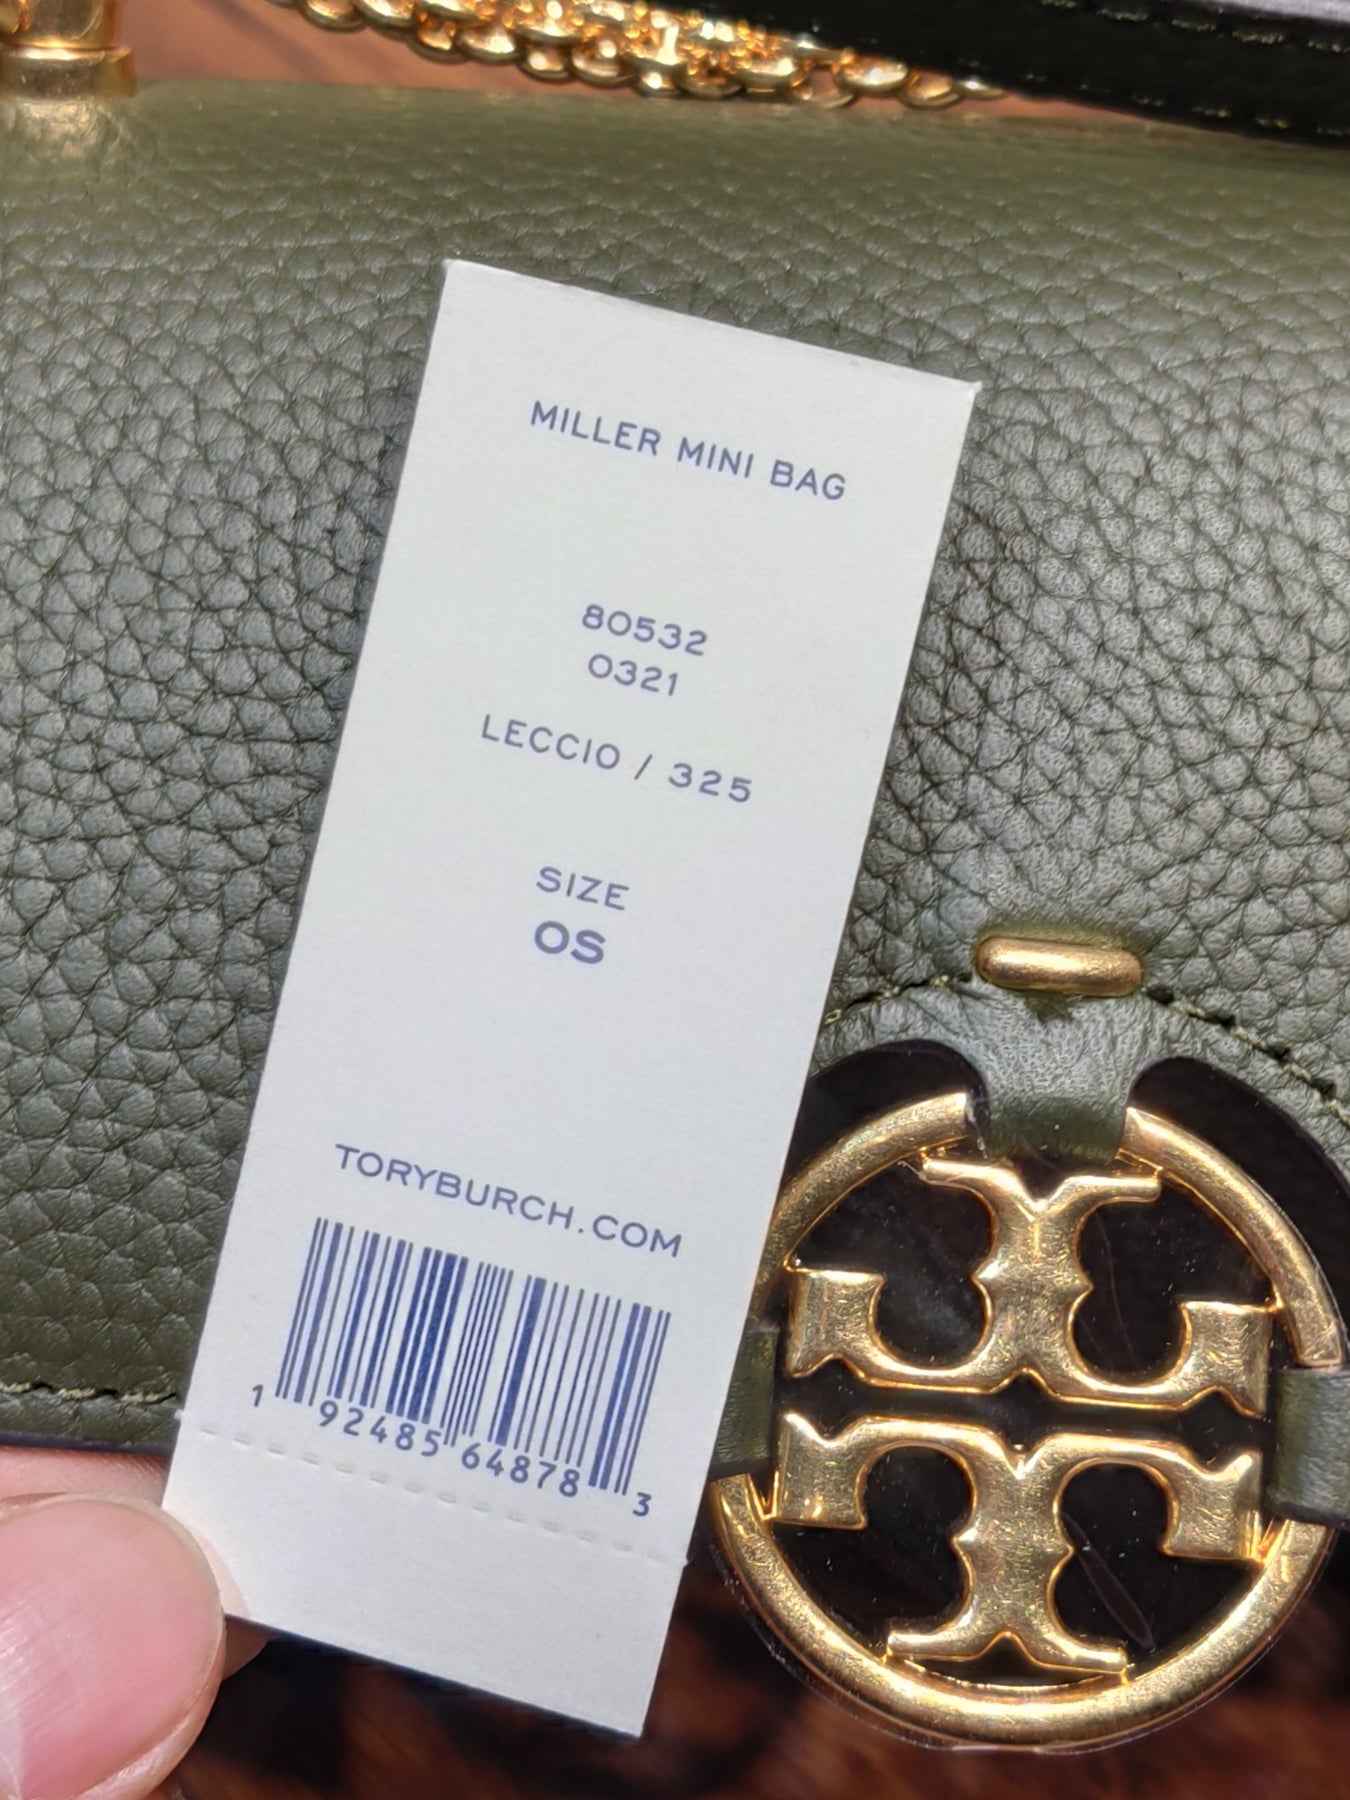 MILLER MINI BAG
80532
0321
LECCIO / 325
SIZE
OS
TORYBURCH.COM
1 92485 64878 3